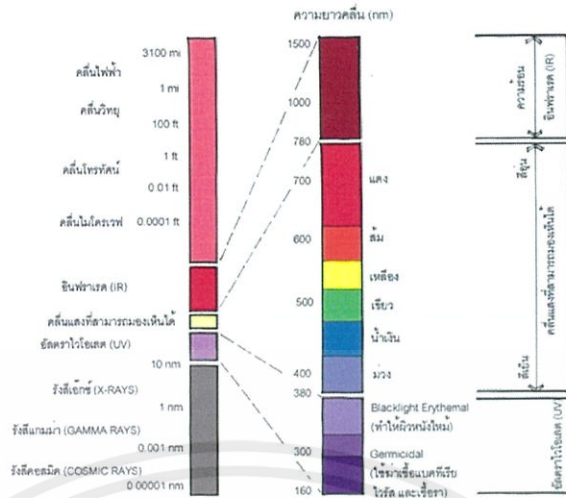 ความยาวคลื่น (nm)
3100 mi
คลื่นไฟฟ้า
1 mi
คลื่นวิทยุ
100 ft
1 ft
คลื่นโทรทัศน์
0.01 ft
คลื่นไมโครเวฟ
0.0001 ft
อินฟราเรด (IR)
คลื่นแสงที่สามารถมองเห็นได้
อัลตราไวโอเลต (UV)
10 nm
รังสีเอ็กซ์ (X-RAYS)
1 nm
รังสีแกมม่า (GAMMA RAYS)
0.001 nm
รังสีคอสมิค (COSMIC RAYS)
0.00001 nm
1500
1000
780
700
แดง
600
ส้ม
เหลือง
500
เขียว
น้ำเงิน
400
ม่วง
380
Blacklight Erythemal
(ทำให้ผิวหนังไหม้)
300
Germicidal
(ใช้ฆ่าเชื้อแบคทีเรีย
160
ไวรัส และเชื้อรา)
ความร้อน
อินฟราเรด (IR)
สีอุ่น
คลื่นแสงที่สามารถมองเห็นได้
สีเย็น
อัลตราไวโอเลต (UV)